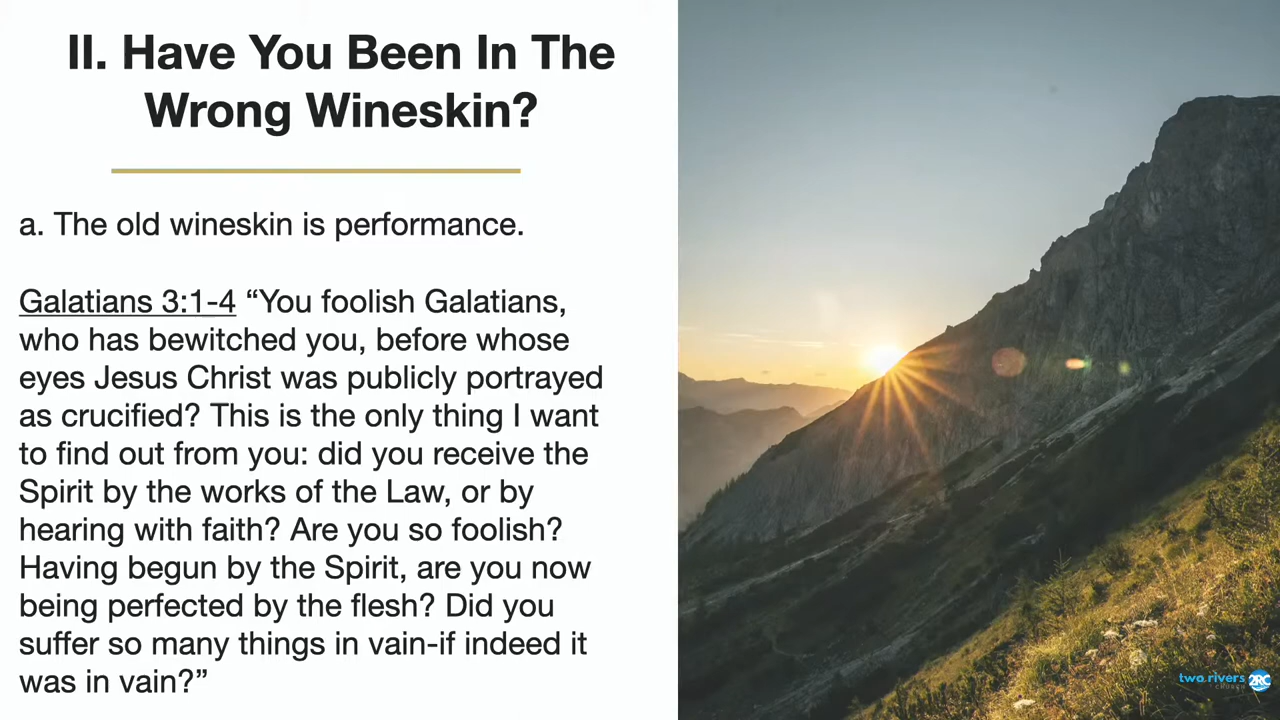 II. Have You Been In The
Wrong Wineskin?
a. The old wineskin is performance.
Galatians 3:1-4 “You foolish Galatians,
who has bewitched you, before whose
eyes Jesus Christ was publicly portrayed
as crucified? This is the only thing I want
to find out from you: did you receive the
Spirit by the works of the Law, or by
hearing with faith? Are you so foolish?
Having begun by the Spirit, are you now
being perfected by the flesh? Did you
suffer so many things in vain-if indeed it
was in vain?”
two rivers
CHURCH
2RC